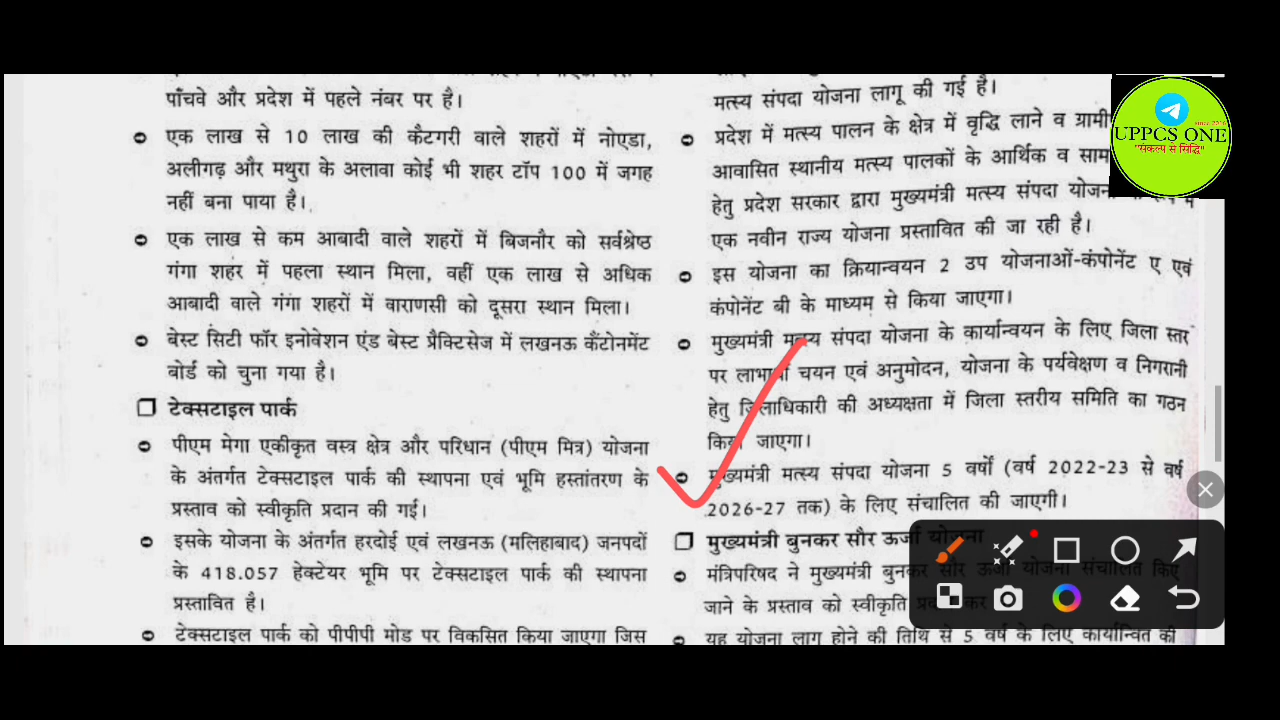 पाँचवे और प्रदेश में पहले नंबर पर है।
एक लाख से 10 लाख की कैटगरी वाले शहरों में नोएडा,
अलीगढ़ और मथुरा के अलावा कोई भी शहर टॉप 100 में जगह
नहीं बना पाया है।
एक लाख से कम आबादी वाले शहरों में बिजनौर को सर्वश्रेष्ठ
गंगा शहर में पहला स्थान मिला, वहीं एक लाख से अधिक
आबादी वाले गंगा शहरों में वाराणसी को दूसरा स्थान मिला।
बेस्ट सिटी फॉर इनोवेशन एंड बेस्ट प्रैक्टिसेज में लखनऊ कैंटोनमेंट
बोर्ड को चुना गया है।
टेक्सटाइल पार्क
पीएम मेगा एकीकृत वस्त्र क्षेत्र और परिधान (पीएम मित्र) योजना
के अंतर्गत टेक्सटाइल पार्क की स्थापना एवं भूमि हस्तांतरण के
प्रस्ताव को स्वीकृति प्रदान की गई।
इसके योजना के अंतर्गत हरदोई एवं लखनऊ (मलिहाबाद) जनपदों
के 418.057 हेक्टेयर भूमि पर टेक्सटाइल पार्क की स्थापना
प्रस्तावित है।
टेक्सटाइल पार्क को पीपीपी मोड पर विकसित किया जाएगा जिस
मत्स्य संपदा योजना लागू की गई है।
प्रदेश में मत्स्य पालन के क्षेत्र में वृद्धि लाने व
आवासित स्थानीय मत्स्य पालकों के आर्थिक व
हेतु प्रदेश सरकार द्वारा मुख्यमंत्री मत्स्य संपदा
एक नवीन राज्य योजना प्रस्तावित की जा रही है।
इस योजना का क्रियान्वयन 2 उप योजनाओं-कंपोनेंट ए एवं
कंपोनेंट बी के माध्यम से किया जाएगा।
मुख्यमंत्री मत्स्य संपदा योजना के कार्यान्वयन के लिए जिला स्तर
पर लाभार्थी चयन एवं अनुमोदन, योजना के पर्यवेक्षण व निगरानी
हेतु जिलाधिकारी की अध्यक्षता में जिला स्तरीय समिति का गठन
किया जाएगा।
मुख्यमंत्री मत्स्य संपदा योजना 5 वर्षों (वर्ष 2022-23 से वर्ष
2026-27 तक) के लिए संचालित की जाएगी।
मुख्यमंत्री बुनकर सौर ऊर्जा योजना
मंत्रिपरिषद ने मुख्यमंत्री बुनकर सौर ऊर्जा योजना संचालित किए
जाने के प्रस्ताव को स्वीकृति
यह योजना लागू होने की तिथि से 5 वर्ष के लिए कार्यान्वित की
since 2016
UPPCS ONE
"संकल्प से सिद्धि"